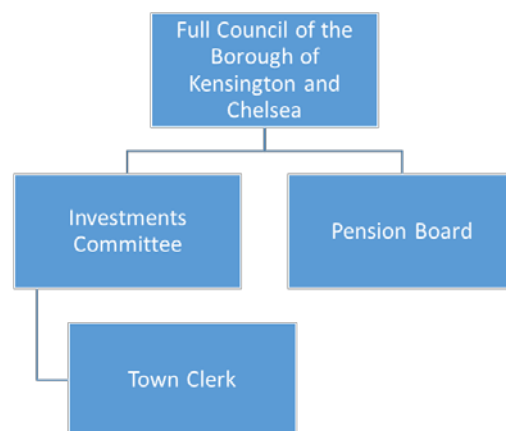 Full Council of the
Borough of
Kensington and
Chelsea
Investments
Committee
Pension Board
Town Clerk